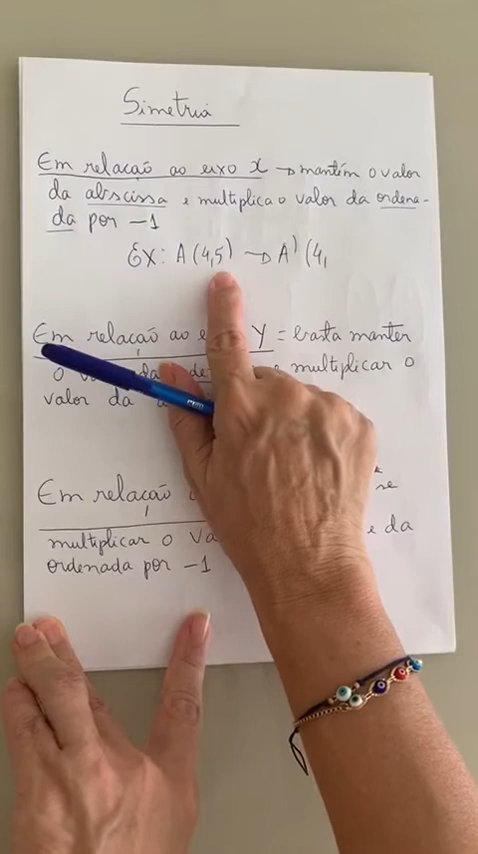 Simetria
Em relação ao eixo x → mantém o valor
da abscissa e multiplica o valor da ordena-
da por -1
Ex: A (4,5) → A' (4,
Em relação ao Y = basta manter
o e multiplicar o
valor da
Em relação se
multiplicar o e da
ordenada por -1